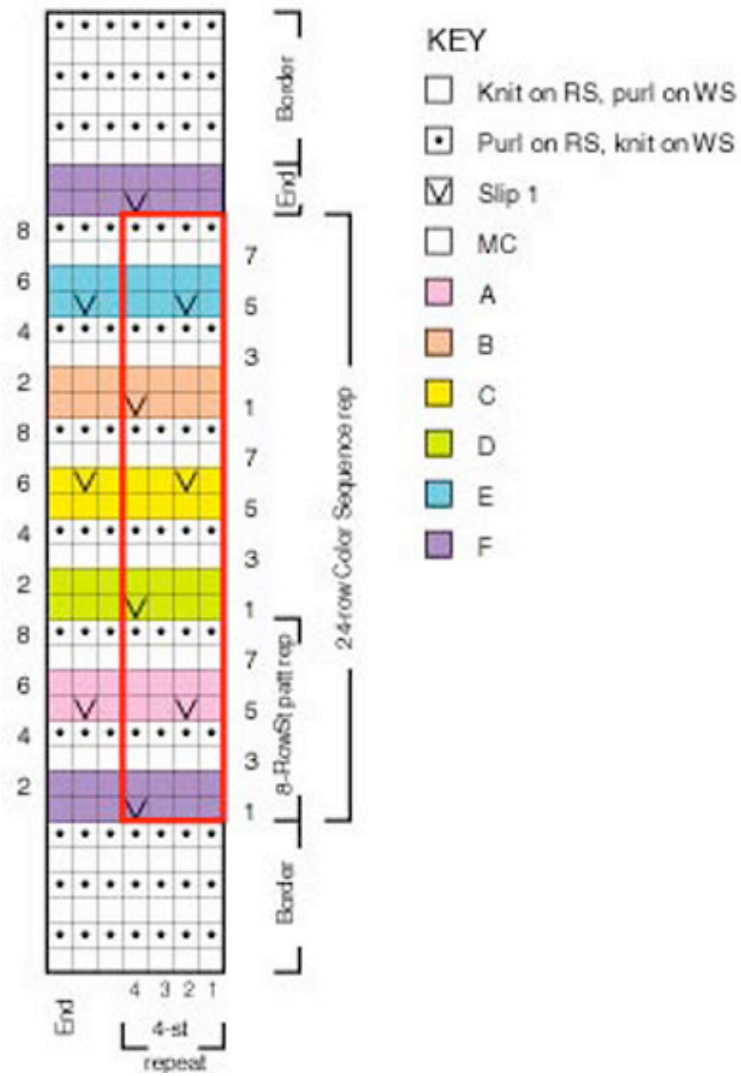 KEY
Knit on RS, purl on WS
Purl on RS, knit on WS
Slip 1
MC
A
B
C
D
E
F
Border
End
8
7
6
5
4
3
2
1
8
7
6
5
4
3
2
1
8
7
6
5
4
3
2
1
24-row Color Sequence rep
8-RowSt patt rep
Border
4 3 2 1
End
4-st
repeat